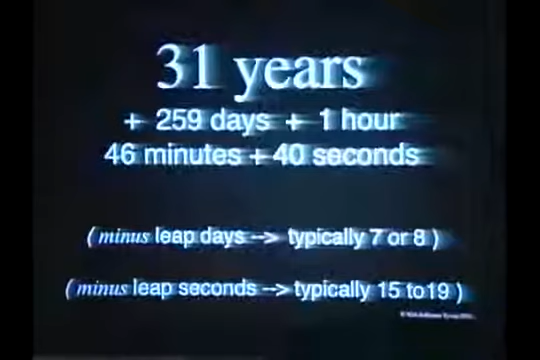 31 years
+ 259 days + 1 hour
46 minutes + 40 seconds
( minus leap days --> typically 7 or 8 )
( minus leap seconds --> typically 15 to19 )